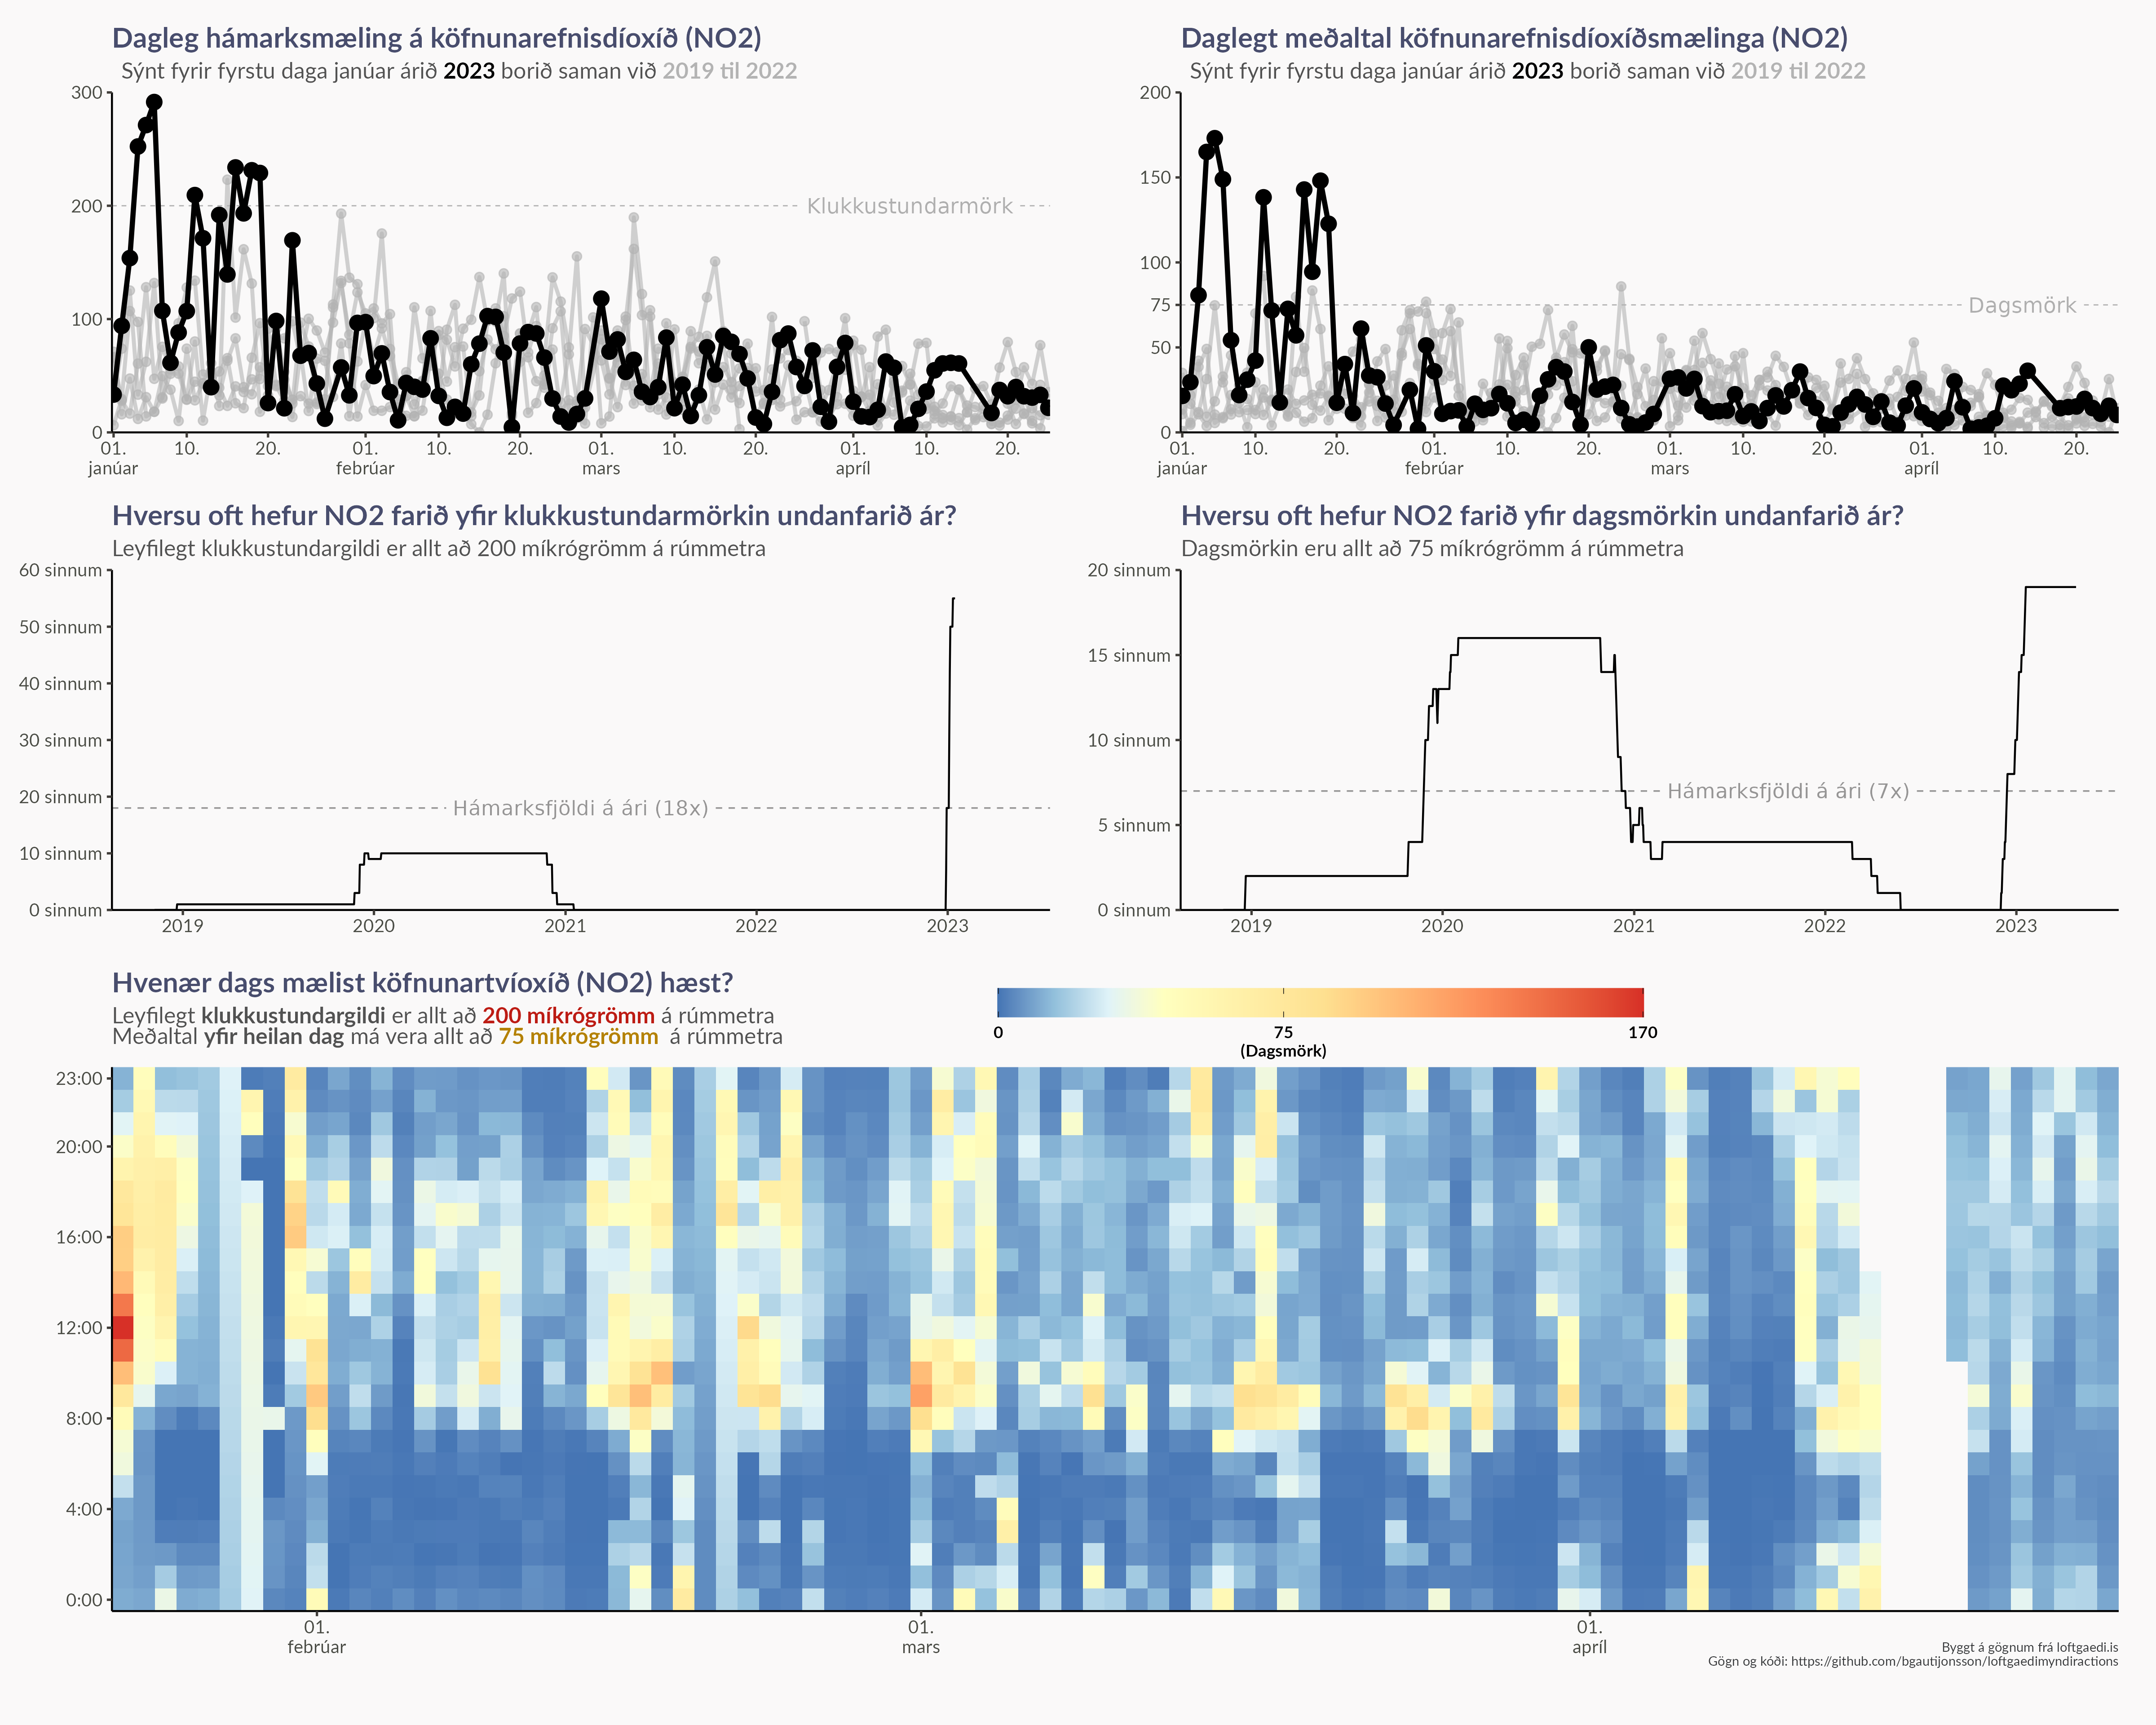 Dagleg hámarksmæling á köfnunarefnisdíoxíð (NO2)
Sýnt fyrir fyrstu daga janúar árið 2023 borið saman við 2019 til 2022
300
200
100
0
Klukkustundarmörk
01. 10. 20. 01. 10. 20. 01. 10. 20. 01. 10. 20.
janúar febrúar mars apríl
Daglegt meðaltal köfnunarefnisdíoxíðsmælinga (NO2)
Sýnt fyrir fyrstu daga janúar árið 2023 borið saman við 2019 til 2022
200
150
100
75
50
0
Dagsmörk
01. 10. 20. 01. 10. 20. 01. 10. 20. 01. 10. 20.
janúar febrúar mars apríl
Hversu oft hefur NO2 farið yfir klukkustundarmörkin undanfarið ár?
Leyfilegt klukkustundargildi er allt að 200 míkrógrömm á rúmmetra
60 sinnum
50 sinnum
40 sinnum
30 sinnum
20 sinnum
10 sinnum
0 sinnum
Hámarksfjöldi á ári (18x)
2019 2020 2021 2022 2023
Hversu oft hefur NO2 farið yfir dagsmörkin undanfarið ár?
Dagsmörkin eru allt að 75 míkrógrömm á rúmmetra
20 sinnum
15 sinnum
10 sinnum
5 sinnum
0 sinnum
Hámarksfjöldi á ári (7x)
2019 2020 2021 2022 2023
Hvenær dags mælist köfnunartvíoxíð (NO2) hæst?
Leyfilegt klukkustundargildi er allt að 200 míkrógrömm á rúmmetra
Meðaltal yfir heilan dag má vera allt að 75 míkrógrömm á rúmmetra
0 75 170
(Dagsmörk)
23:00
20:00
16:00
12:00
8:00
4:00
0:00
01. 01. 01.
febrúar mars apríl
Byggt á gögnum frá loftgaedi.is
Gögn og kóði: https://github.com/bgautijonsson/loftgaedimyndiractions